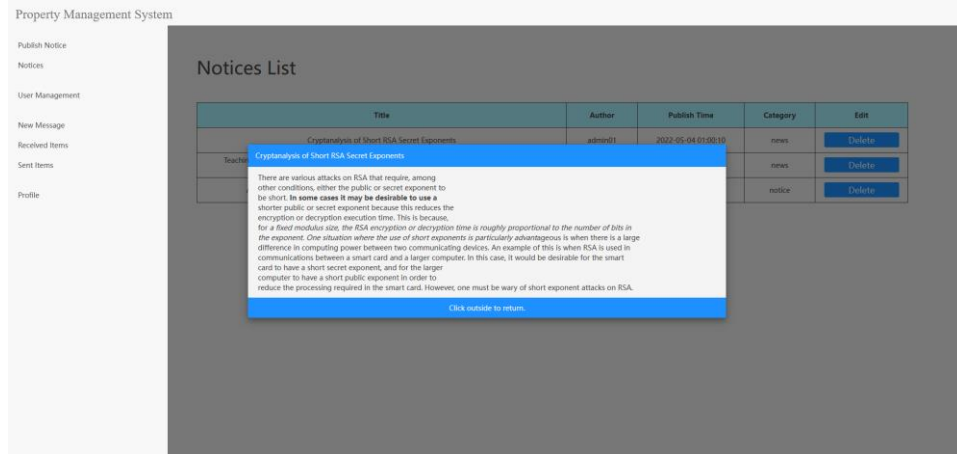 Property Management System
Publish Notice
Notices
User Management
New Message
Received Items
Sent Items
Profile
Notices List
Title Author Publish Time Category Edit
Cryptanalysis of Short RSA Secret Exponents admin01 2022-05-04 01:00:10 news Delete
Teachin news Delete
notice Delete
Cryptanalysis of Short RSA Secret Exponents
There are various attacks on RSA that require, among
other conditions, either the public or secret exponent to
be short. In some cases it may be desirable to use a
shorter public or secret exponent because this reduces the
encryption or decryption execution time. This is because,
for a fixed modulus size, the RSA encryption or decryption time is roughly proportional to the number of bits in
the exponent. One situation where the use of short exponents is particularly advantageous is when there is a large
difference in computing power between two communicating devices. An example of this is when RSA is used in
communications between a smart card and a larger computer. In this case, it would be desirable for the smart
card to have a short secret exponent, and for the larger
computer to have a short public exponent in order to
reduce the processing required in the smart card. However, one must be wary of short exponent attacks on RSA.
Click outside to return.